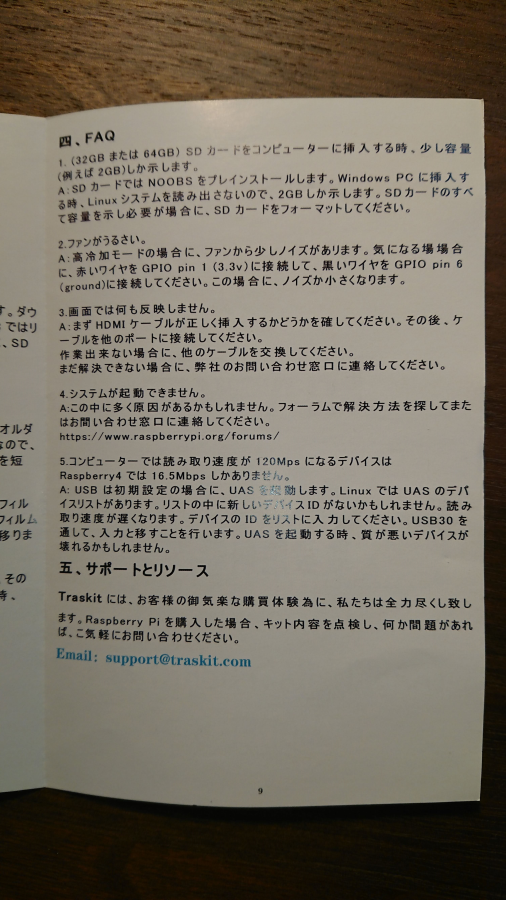 す。ダウ
ではリ
、SD
オルダ
なので、
を短
フィル
フィルム
移りま
、その
時、
四、FAQ
1. (32GB または 64GB) SD カードをコンピューターに挿入する時、少し容量
(例えば 2GB)しか示します。
A: SD カードでは NOOBS をプレインストールします。Windows PC に挿入す
る時、Linux システムを読み出さないので、2GB しか示します。SDカードのすべ
て容量を示し必要が場合に、SD カードをフォーマットしてください。
2.ファンがうるさい。
A: 高冷加モードの場合に、ファンから少しノイズがあります。気になる場場合
に、赤いワイヤを GPIO pin 1 (3.3v)に接続して、黒いワイヤを GPIO pin 6
(ground)に接続してください。この場合に、ノイズか小さくなります。
3.画面では何も反映しません。
A: まず HDMI ケーブルが正しく挿入するかどうかを確してください。その後、ケ
ーブルを他のポートに接続してください。
作業出来ない場合に、他のケーブルを交換してください。
まだ解決できない場合に、弊社のお問い合わせ窓口に連絡してください。
4.システムが起動できません。
A:この中に多く原因があるかもしれません。フォーラムで解決方法を探してまた
はお問い合わせ窓口に連絡してください。
https://www.raspberrypi.org/forums/
5.コンピューターでは読み取り速度が 120Mps になるデバイスは
Raspberry4 では 16.5Mbps しかありません。
A: USB は初期設定の場合に、UAS を発動します。Linux では UAS のデバ
イスリストがあります。リストの中に新しいデバイス ID がないかもしれません。読み
取り速度が遅くなります。デバイスの ID をリストに入力してください。USB30 を
通して、入力と移すことを行います。UAS を起動する時、質が悪いデバイスが
壊れるかもしれません。
五、サポートとリソース
Traskit には、お客様の御気楽な購買体験為に、私たちは全力尽くし致し
ます。Raspberry Pi を購入した場合、キット内容を点検し、何か問題があれ
ば、こ気軽にお問い合わせください。
Email: support@traskit.com
9